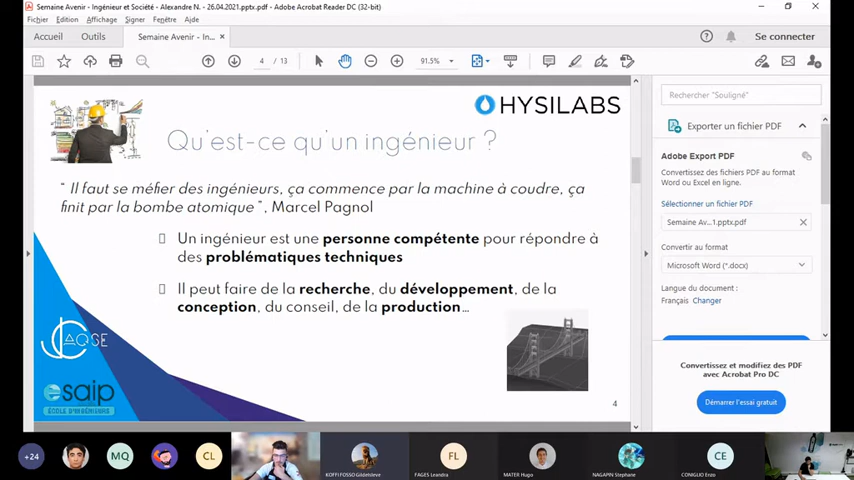 Semaine Avenir - Ingénieur et Société - Alexandre N. - 26.04.2021.pptx.pdf - Adobe Acrobat Reader DC (32-bit)
Fichier Edition Affichage Signer Fenêtre Aide
Accueil Outils Semaine Avenir - In... × Se connecter
4 / 13 91.5%
Rechercher "Souligné"
HYSILABS
Qu'est-ce qu'un ingénieur ?
Exporter un fichier PDF
Adobe Export PDF
Convertissez des fichiers PDF au format
Word ou Excel en ligne.
" Il faut se méfier des ingénieurs, ça commence par la machine à coudre, ça
finit par la bombe atomique ", Marcel Pagnol
Sélectionner un fichier PDF
Semaine Av...1.pptx.pdf
Un ingénieur est une personne compétente pour répondre à
des problématiques techniques
Convertir au format
Microsoft Word (*.docx)
Il peut faire de la recherche, du développement, de la
conception, du conseil, de la production...
Langue du document :
Français Changer
JCAQSE
esaip
ÉCOLE D'INGÉNIEURS
4
Convertissez et modifiez des PDF
avec Acrobat Pro DC
Démarrer l'essai gratuit
+24 MQ CL FL CE
KOFFI FOSSO Gildelsleve FAGES Leandra MATER Hugo NAGAPIN Stephane CONIGLIO Enzo